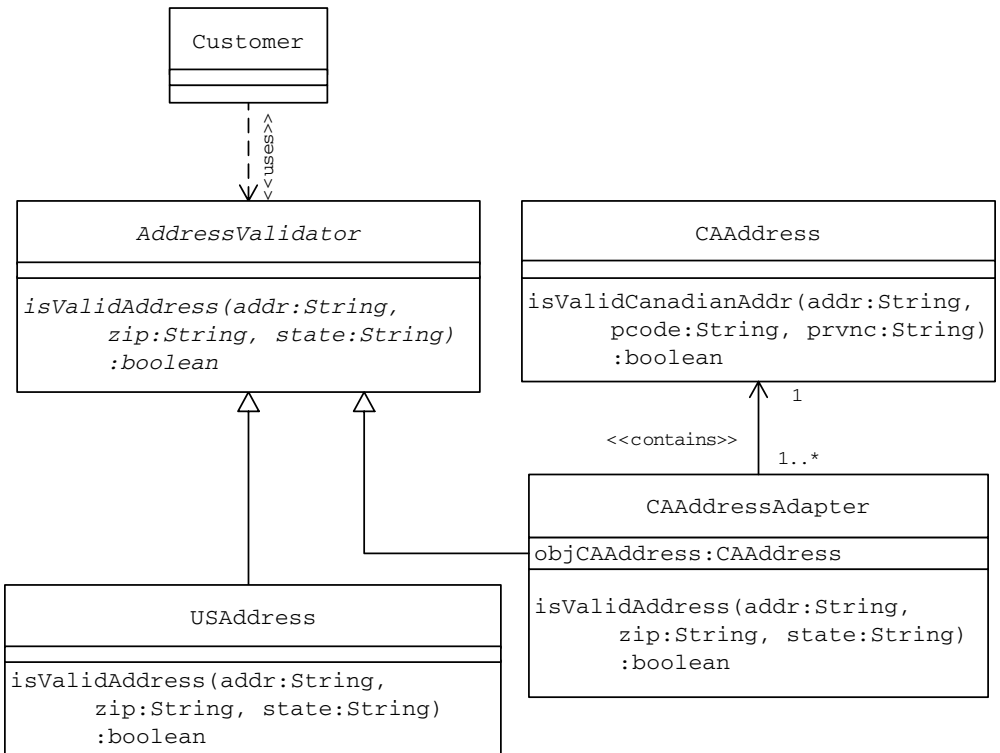 Customer
<<uses>>
AddressValidator
isValidAddress(addr:String,
zip:String, state:String)
:boolean
CAAddress
isValidCanadianAddr(addr:String,
pcode:String, prvnc:String)
:boolean
1
<<contains>>
1..*
CAAddressAdapter
objCAAddress:CAAddress
isValidAddress(addr:String,
zip:String, state:String)
:boolean
USAddress
isValidAddress(addr:String,
zip:String, state:String)
:boolean